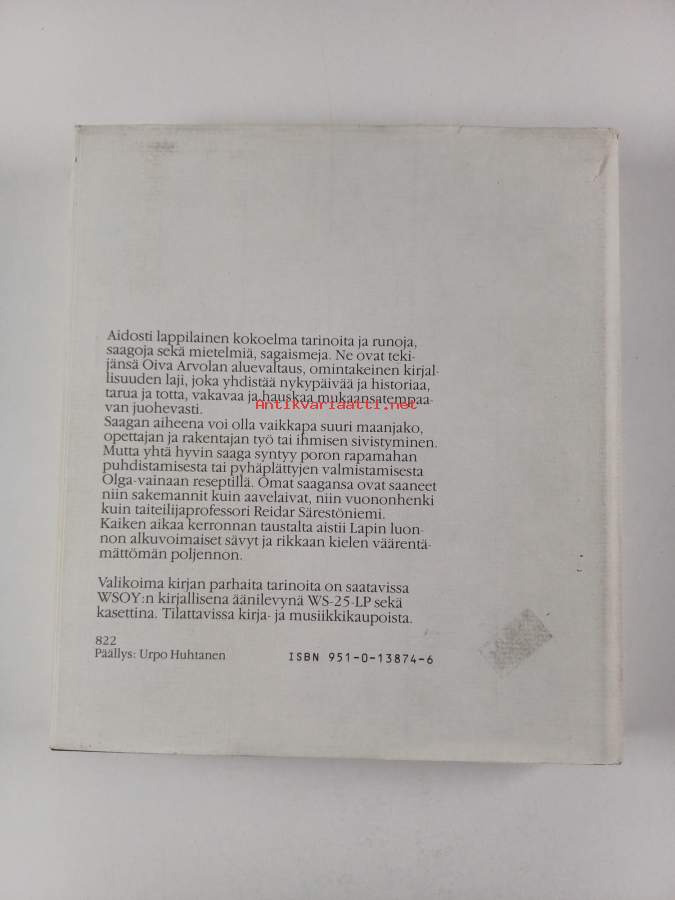 Aidosti lappilainen kokoelma tarinoita ja runoja,
saagoja sekä mietelmiä, sagaismeja. Ne ovat teki-
jänsä Oiva Arvolan aluevaltaus, omintakeinen kirjal-
lisuuden laji, joka yhdistää nykypäivää ja historiaa,
tarua ja totta, vakavaa ja hauskaa mukaansatempaa-
van juohevasti.
Antikvariaatti.net
Saagan aiheena voi olla vaikkapa suuri maanjako,
opettajan ja rakentajan työ tai ihmisen sivistyminen.
Mutta yhtä hyvin saaga syntyy poron rapamahan
puhdistamisesta tai pyhäplättyjen valmistamisesta
Olga-vainaan reseptillä. Omat saagansa ovat saaneet
niin sakemannit kuin aavelaivat, niin vuononhenki
kuin taiteilijaprofessori Reidar Särestöniemi.
Kaiken aikaa kerronnan taustalta aistii Lapin luon-
non alkuvoimaiset sävyt ja rikkaan kielen väärentä-
mättömän poljennon.
Valikoima kirjan parhaita tarinoita on saatavissa
WSOY:n kirjallisena äänilevynä WS-25-LP sekä
kasettina. Tilattavissa kirja- ja musiikkikaupoista.
822
Päällys: Urpo Huhtanen
ISBN 951-0-13874-6